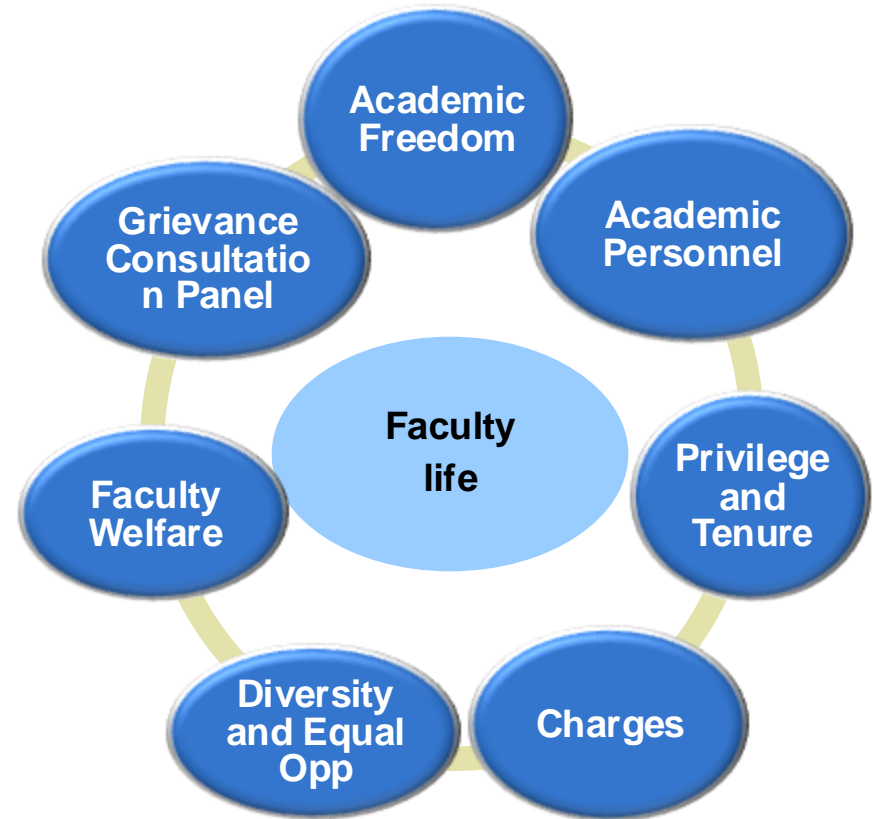 Academic
Freedom
Academic
Personnel
Privilege
and
Tenure
Charges
Diversity
and Equal
Opp
Faculty
Welfare
Grievance
Consultatio
n Panel
Faculty
life